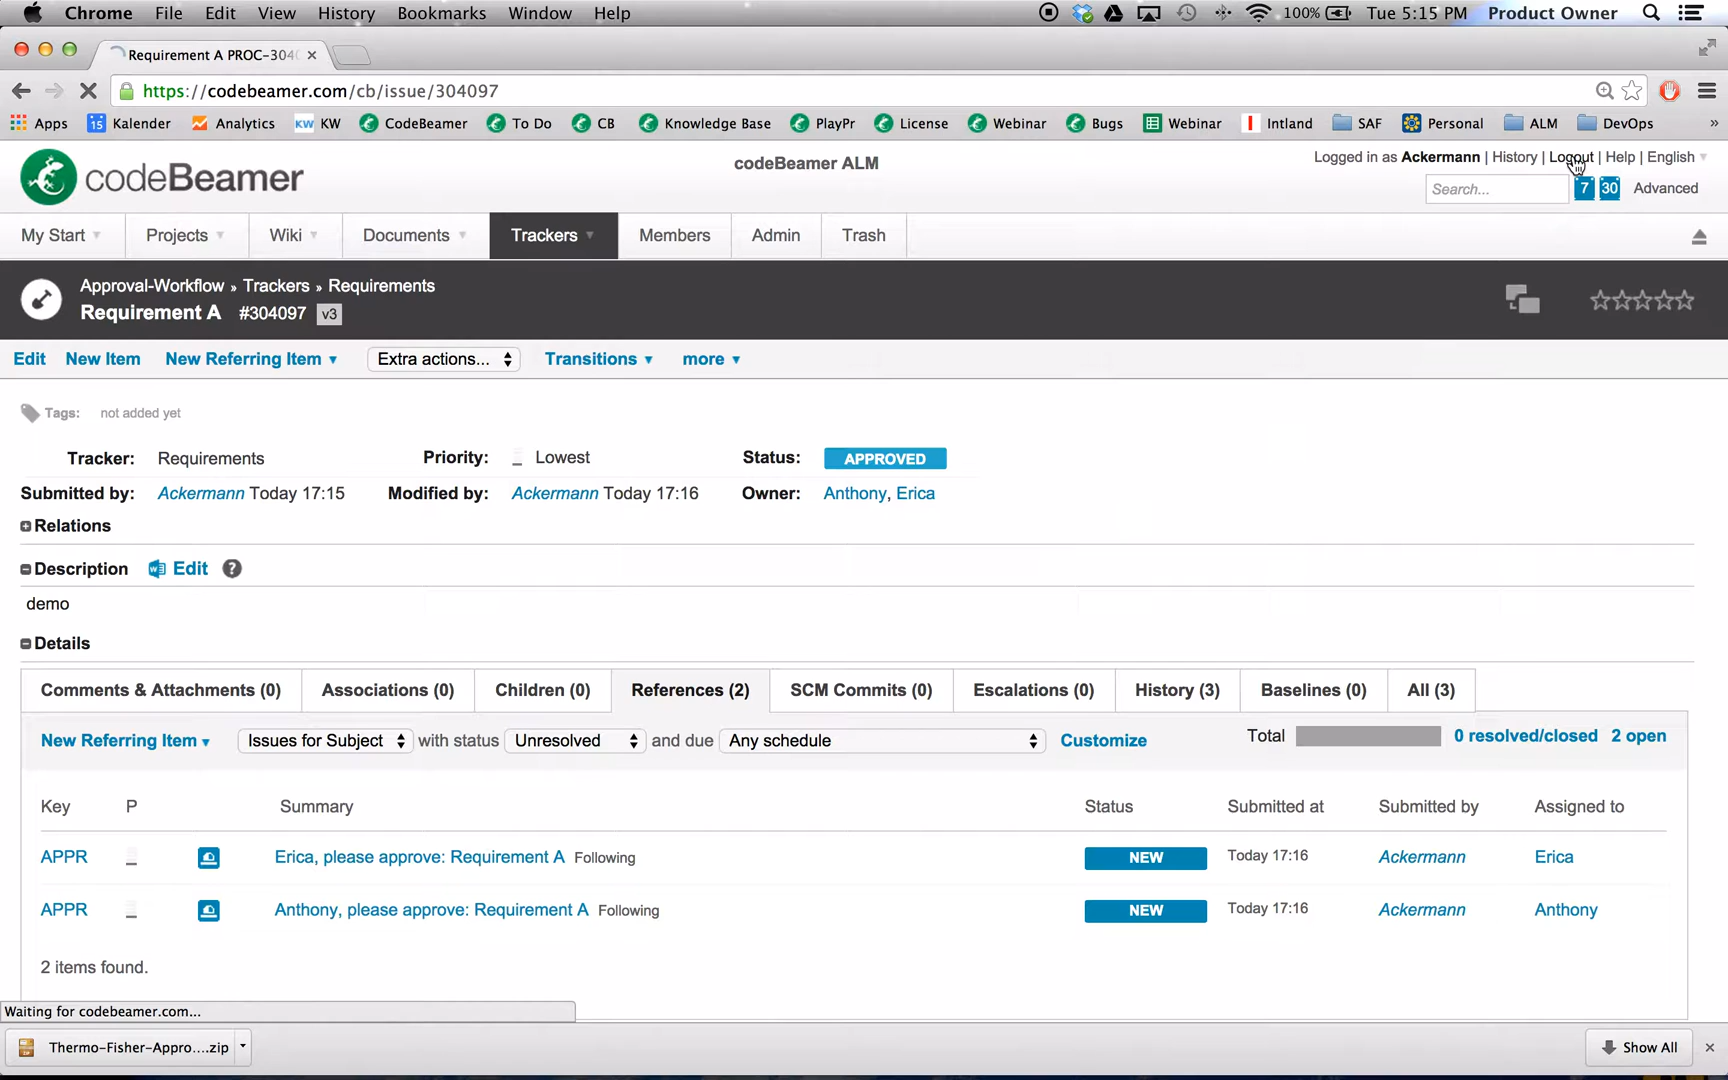 Chrome File Edit View History Bookmarks Window Help 100% Tue 5:15 PM Product Owner
Requirement A PROC-3040
https://codebeamer.com/cb/issue/304097
Apps 15 Kalender Analytics KW KW CodeBeamer To Do CB Knowledge Base PlayPr License Webinar Bugs Webinar Intland SAF Personal ALM DevOps »
codeBeamer codeBeamer ALM Logged in as Ackermann | History | Logout | Help | English
Search... 7 30 Advanced
My Start Projects Wiki Documents Trackers Members Admin Trash
Approval-Workflow » Trackers » Requirements
Requirement A #304097 v3
Edit New Item New Referring Item Extra actions... Transitions more
Tags: not added yet
Tracker: Requirements Priority: Lowest Status: APPROVED
Submitted by: Ackermann Today 17:15 Modified by: Ackermann Today 17:16 Owner: Anthony, Erica
Relations
Description Edit ?
demo
Details
Comments & Attachments (0) Associations (0) Children (0) References (2) SCM Commits (0) Escalations (0) History (3) Baselines (0) All (3)
New Referring Item Issues for Subject with status Unresolved and due Any schedule Customize Total 0 resolved/closed 2 open
Key P Summary Status Submitted at Submitted by Assigned to
APPR Erica, please approve: Requirement A Following NEW Today 17:16 Ackermann Erica
APPR Anthony, please approve: Requirement A Following NEW Today 17:16 Ackermann Anthony
2 items found.
Waiting for codebeamer.com...
Thermo-Fisher-Appro....zip Show All